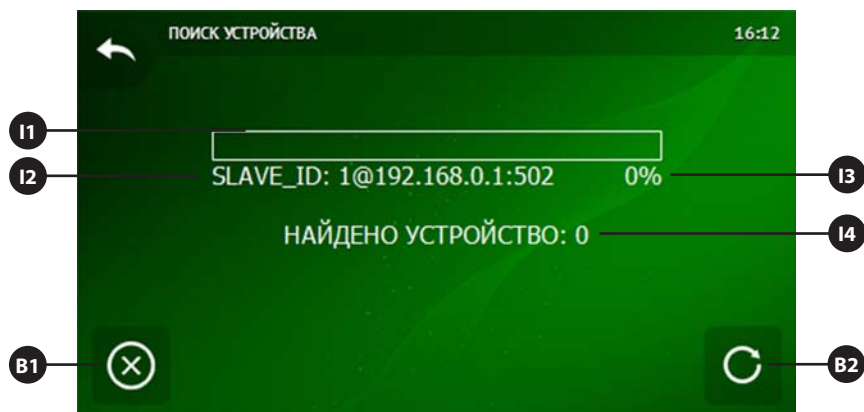 ПОИСК УСТРОЙСТВА 16:12
I1
I2 SLAVE_ID: 1@192.168.0.1:502 0% I3
НАЙДЕНО УСТРОЙСТВО: 0 I4
B1 B2